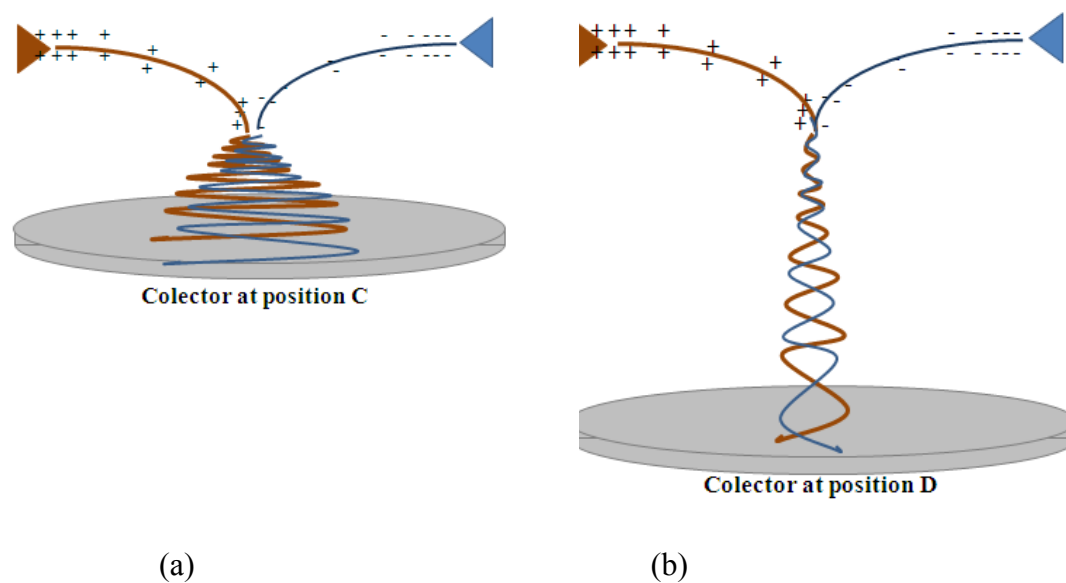 Colector at position C
Colector at position D
(a)
(b)